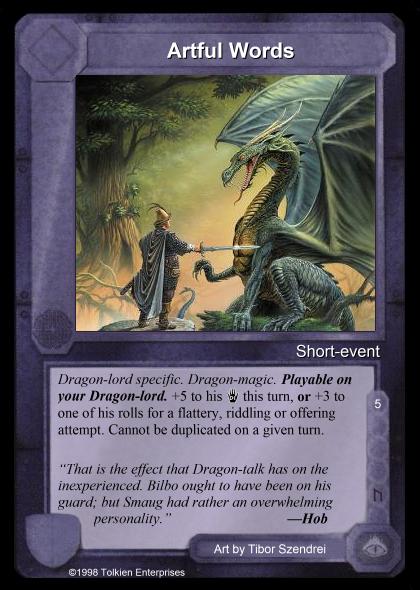 Artful Words
Short-event
Dragon-lord specific. Dragon-magic. Playable on
your Dragon-lord. +5 to his this turn, or +3 to
one of his rolls for a flattery, riddling or offering
attempt. Cannot be duplicated on a given turn.
5
“That is the effect that Dragon-talk has on the
inexperienced. Bilbo ought to have been on his
guard; but Smaug had rather an overwhelming
personality.” —Hob
Art by Tibor Szendrei
©1998 Tolkien Enterprises